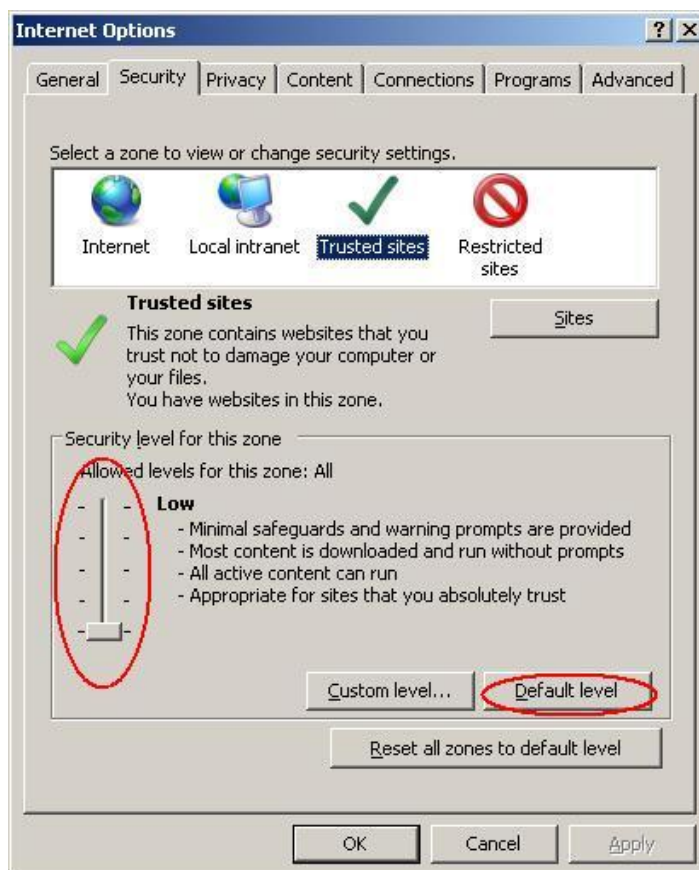 Internet Options
General Security Privacy Content Connections Programs Advanced
Select a zone to view or change security settings.
Internet Local intranet Trusted sites Restricted
sites
Trusted sites
Sites
This zone contains websites that you
trust not to damage your computer or
your files.
You have websites in this zone.
Security level for this zone
Allowed levels for this zone: All
Low
- Minimal safeguards and warning prompts are provided
- Most content is downloaded and run without prompts
- All active content can run
- Appropriate for sites that you absolutely trust
Custom level... Default level
Reset all zones to default level
OK Cancel Apply